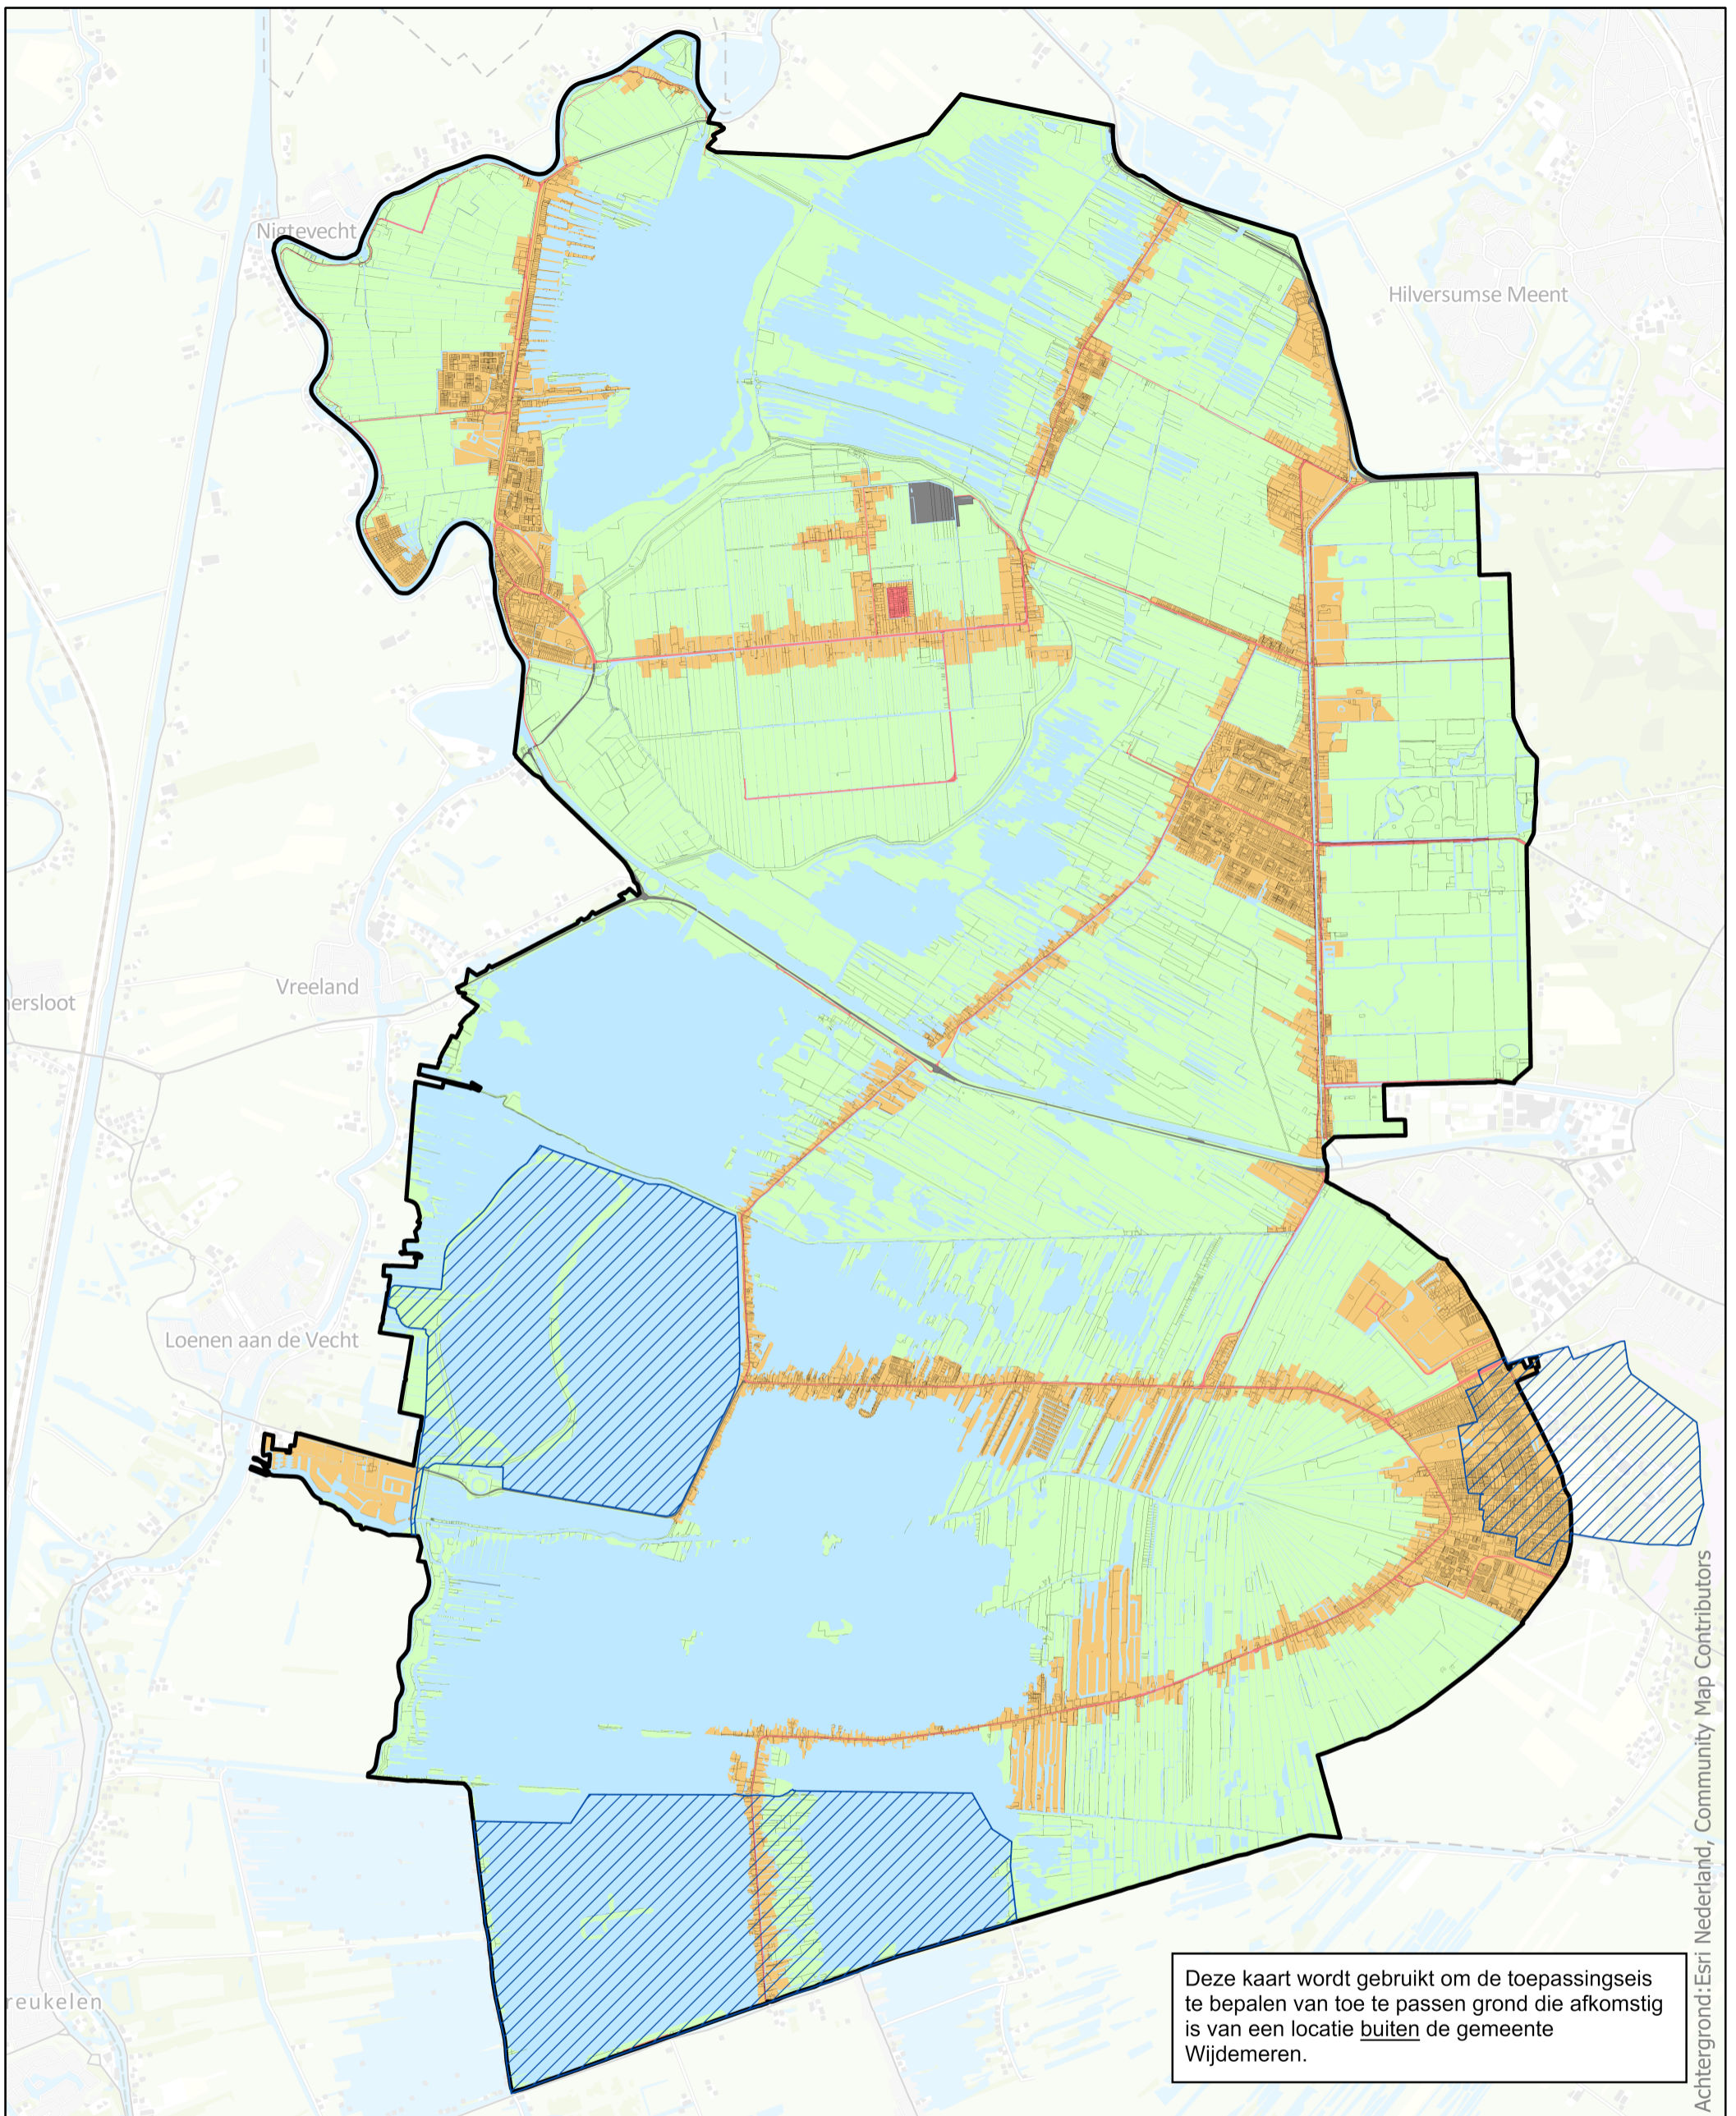 Nigtevecht
Hilversumse Meent
Vreeland
nersloot
Loenen aan de Vecht
reukelen
Deze kaart wordt gebruikt om de toepassingseis
te bepalen van toe te passen grond die afkomstig
is van een locatie buiten de gemeente
Wijdemeren.
Achtergrond:Esri Nederland, Community Map Contributors